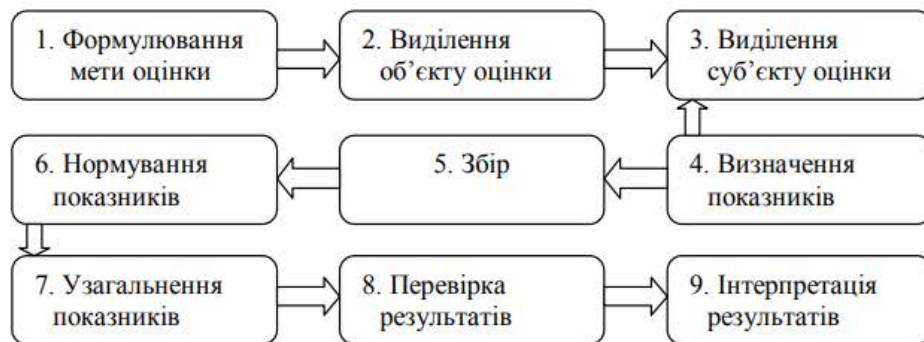 1. Формулювання
мети оцінки
2. Виділення
об’єкту оцінки
3. Виділення
суб’єкту оцінки
6. Нормування
показників
5. Збір
4. Визначення
показників
7. Узагальнення
показників
8. Перевірка
результатів
9. Інтерпретація
результатів